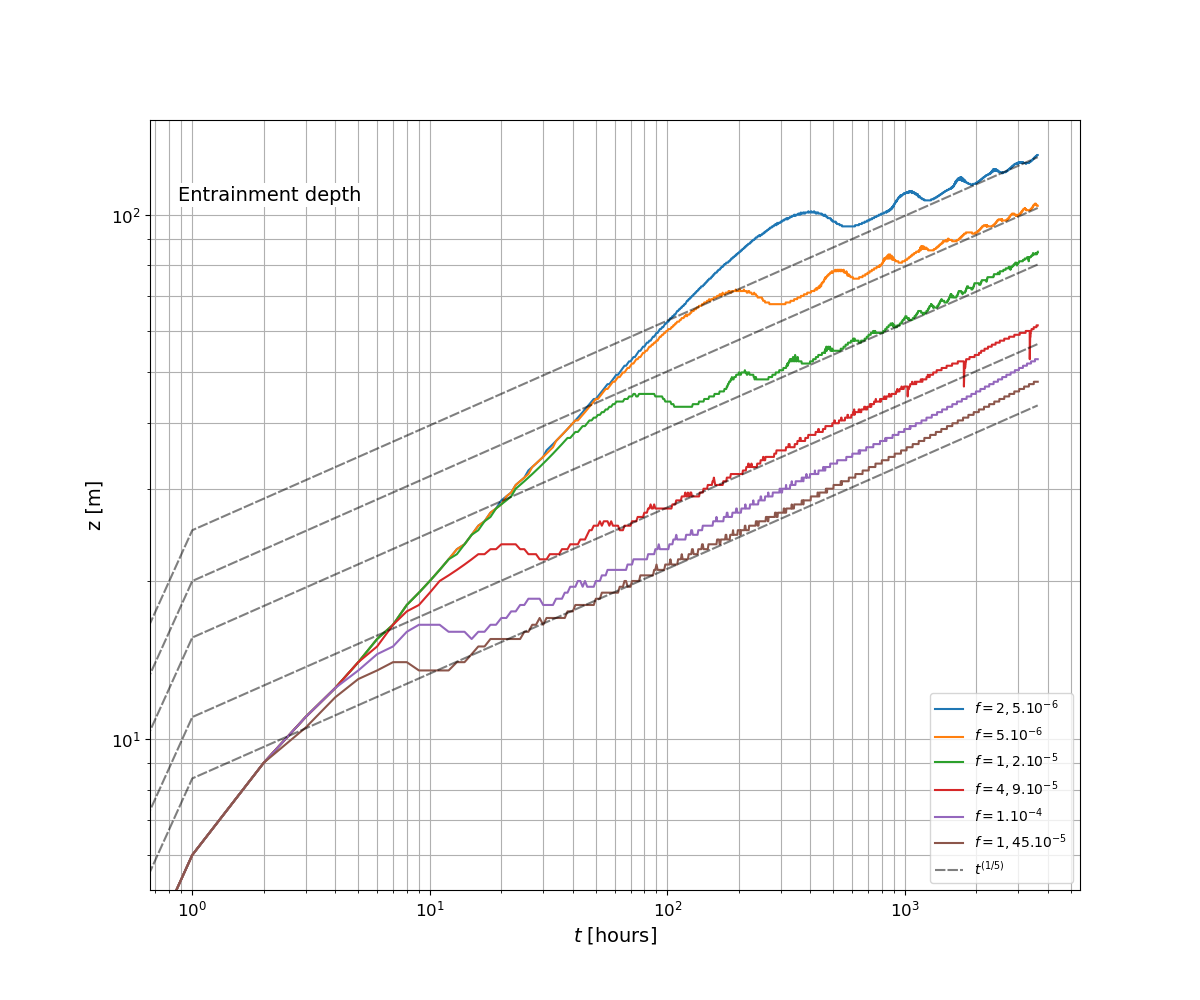 Entrainment depth
10²
10¹
z [m]
10⁰
10¹
10²
10³
t [hours]
f = 2, 5.10⁻⁶
f = 5.10⁻⁶
f = 1, 2.10⁻⁵
f = 4, 9.10⁻⁵
f = 1.10⁻⁴
f = 1, 45.10⁻⁵
t⁽¹/⁵⁾